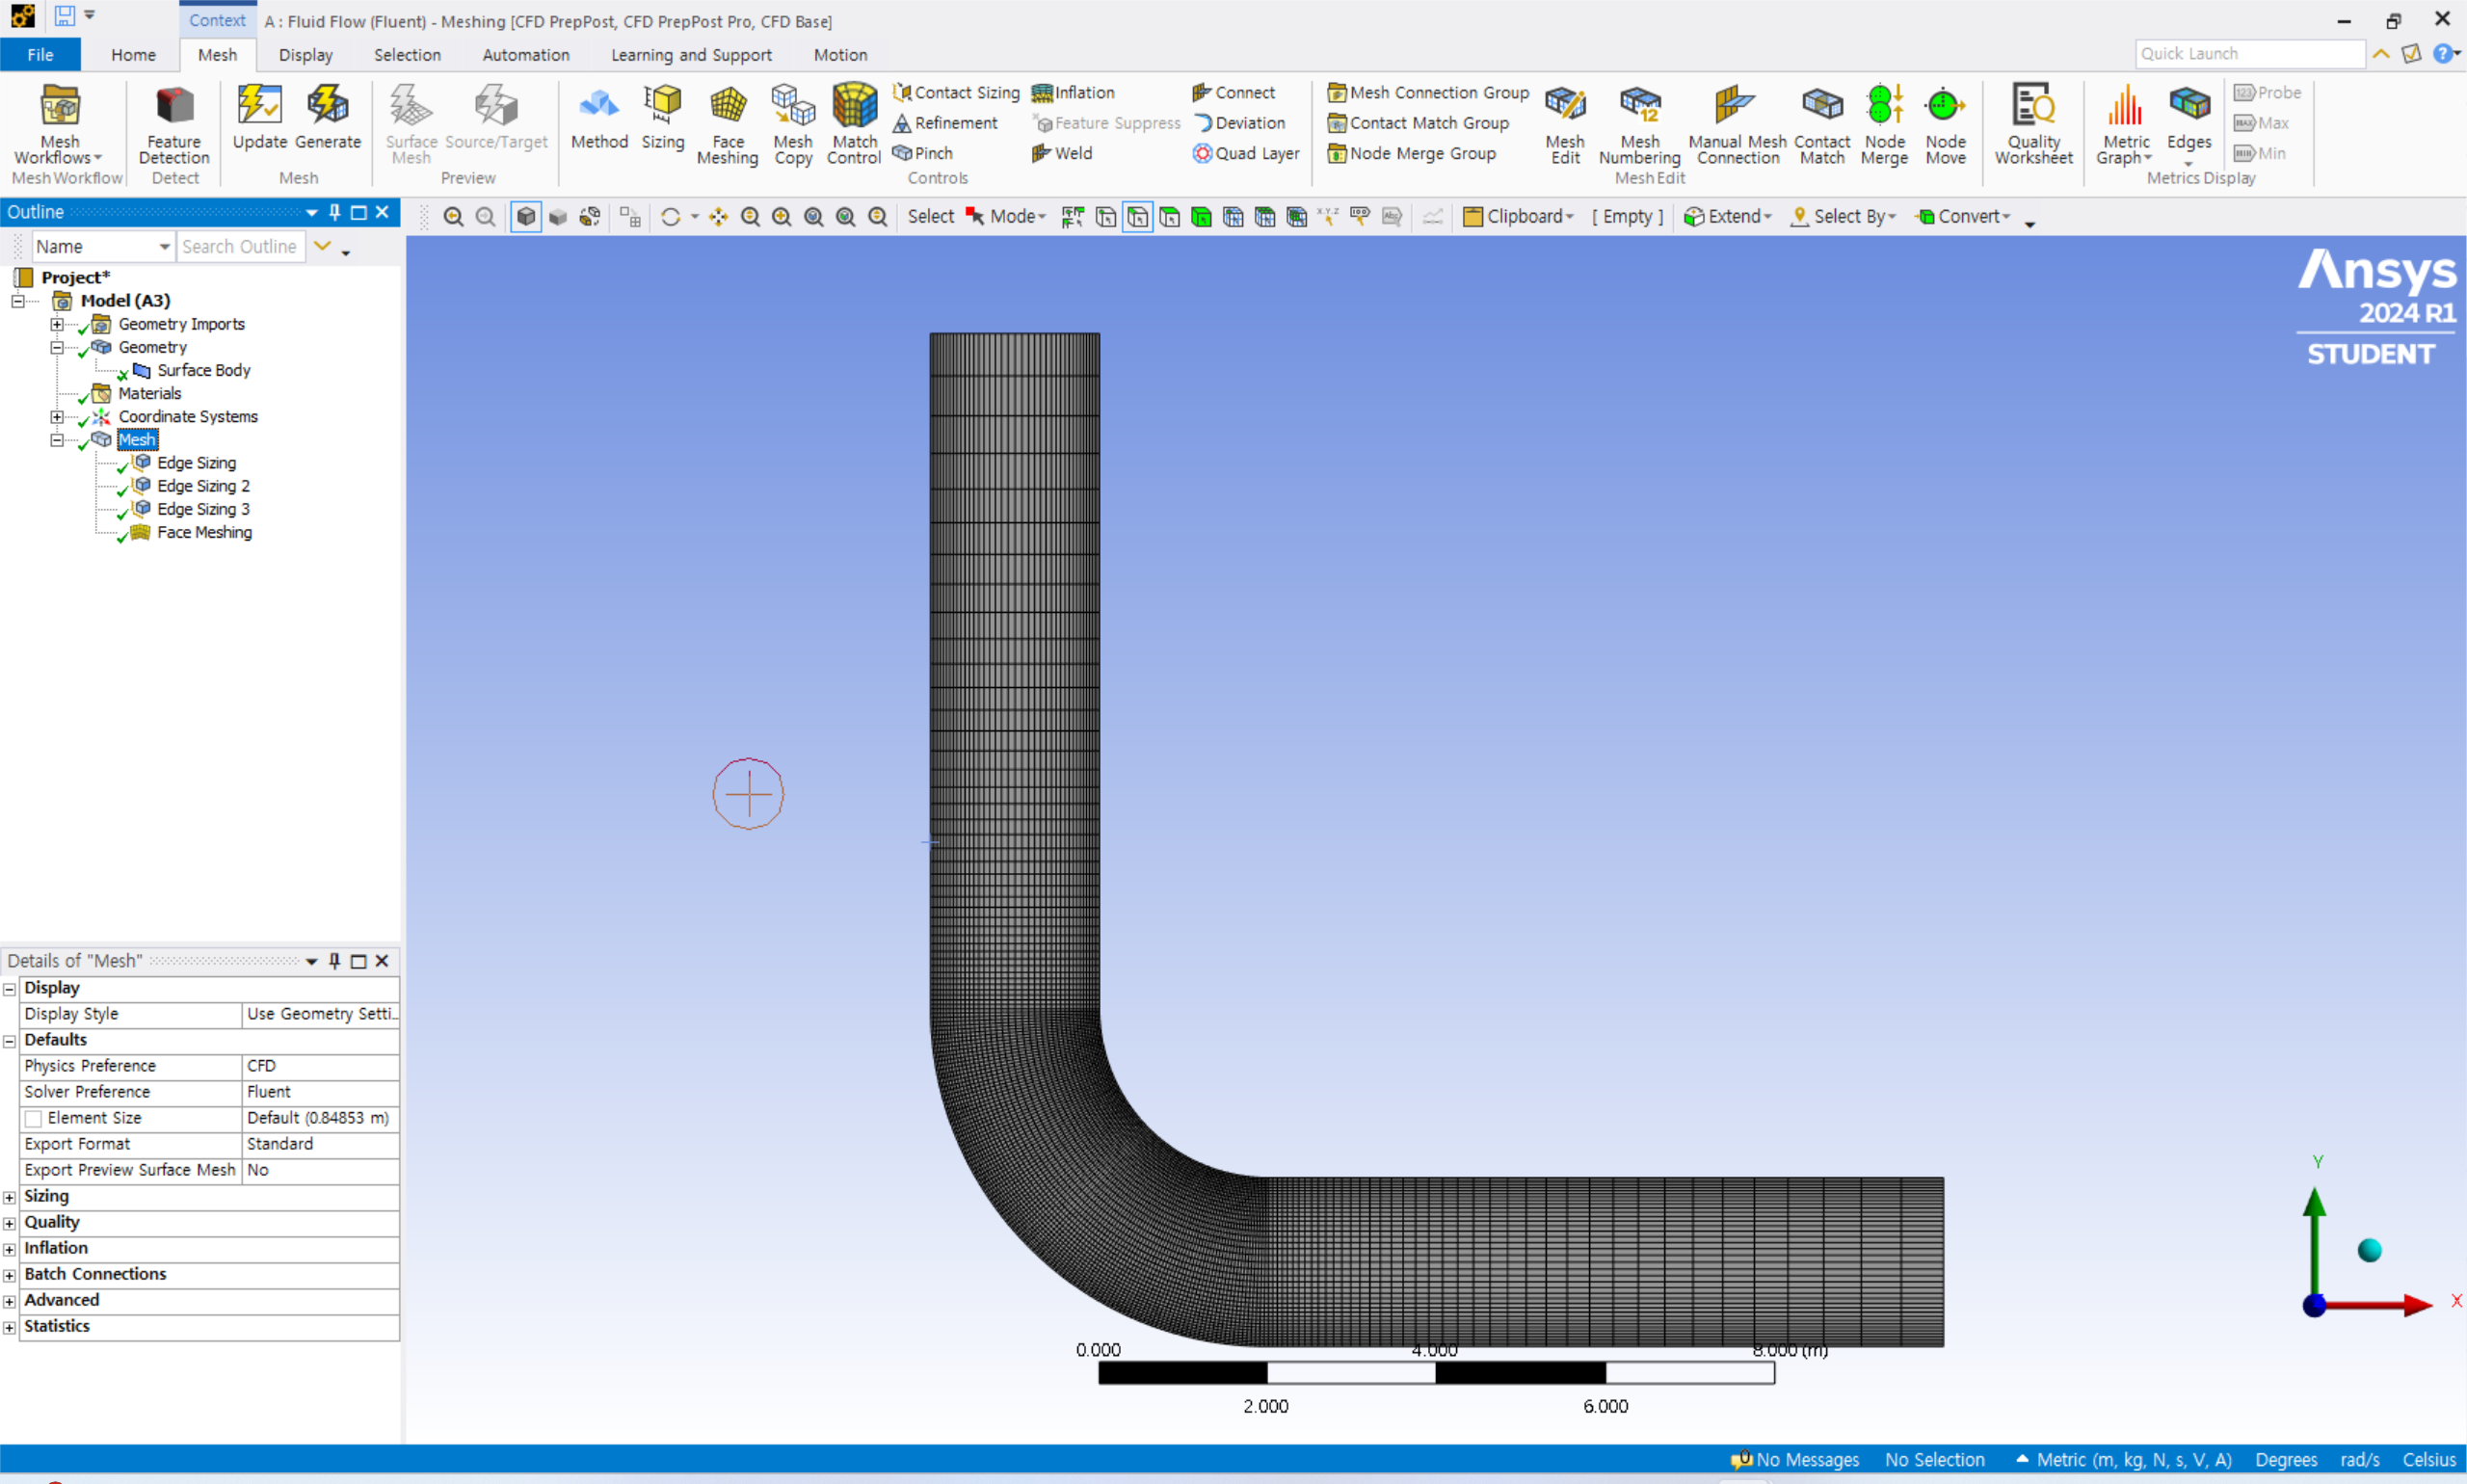 Context A : Fluid Flow (Fluent) - Meshing [CFD PrepPost, CFD PrepPost Pro, CFD Base]
File Home Mesh Display Selection Automation Learning and Support Motion Quick Launch
Mesh Workflows
Mesh Workflow
Feature Detection
Detect
Update Generate
Mesh
Surface Mesh Source/Target
Preview
Method Sizing Face Meshing Mesh Copy Match Control
Contact Sizing Inflation Connect
Refinement Feature Suppress Deviation
Pinch Weld Quad Layer
Controls
Mesh Connection Group
Contact Match Group
Node Merge Group
Mesh Edit Mesh Numbering Manual Mesh Connection Contact Match Node Merge Node Move
Mesh Edit
Quality Worksheet
Metric Graph Edges
123 Probe
MAX Max
MIN Min
Metrics Display
Outline
Select Mode Clipboard [ Empty ] Extend Select By Convert
Name Search Outline
Project*
Model (A3)
Geometry Imports
Geometry
Surface Body
Materials
Coordinate Systems
Mesh
Edge Sizing
Edge Sizing 2
Edge Sizing 3
Face Meshing
Ansys
2024 R1
STUDENT
Details of "Mesh"
Display
Display Style Use Geometry Setti...
Defaults
Physics Preference CFD
Solver Preference Fluent
Element Size Default (0.84853 m)
Export Format Standard
Export Preview Surface Mesh No
Sizing
Quality
Inflation
Batch Connections
Advanced
Statistics
Y
X
0.000 4.000 8.000 (m)
2.000 6.000
No Messages No Selection Metric (m, kg, N, s, V, A) Degrees rad/s Celsius